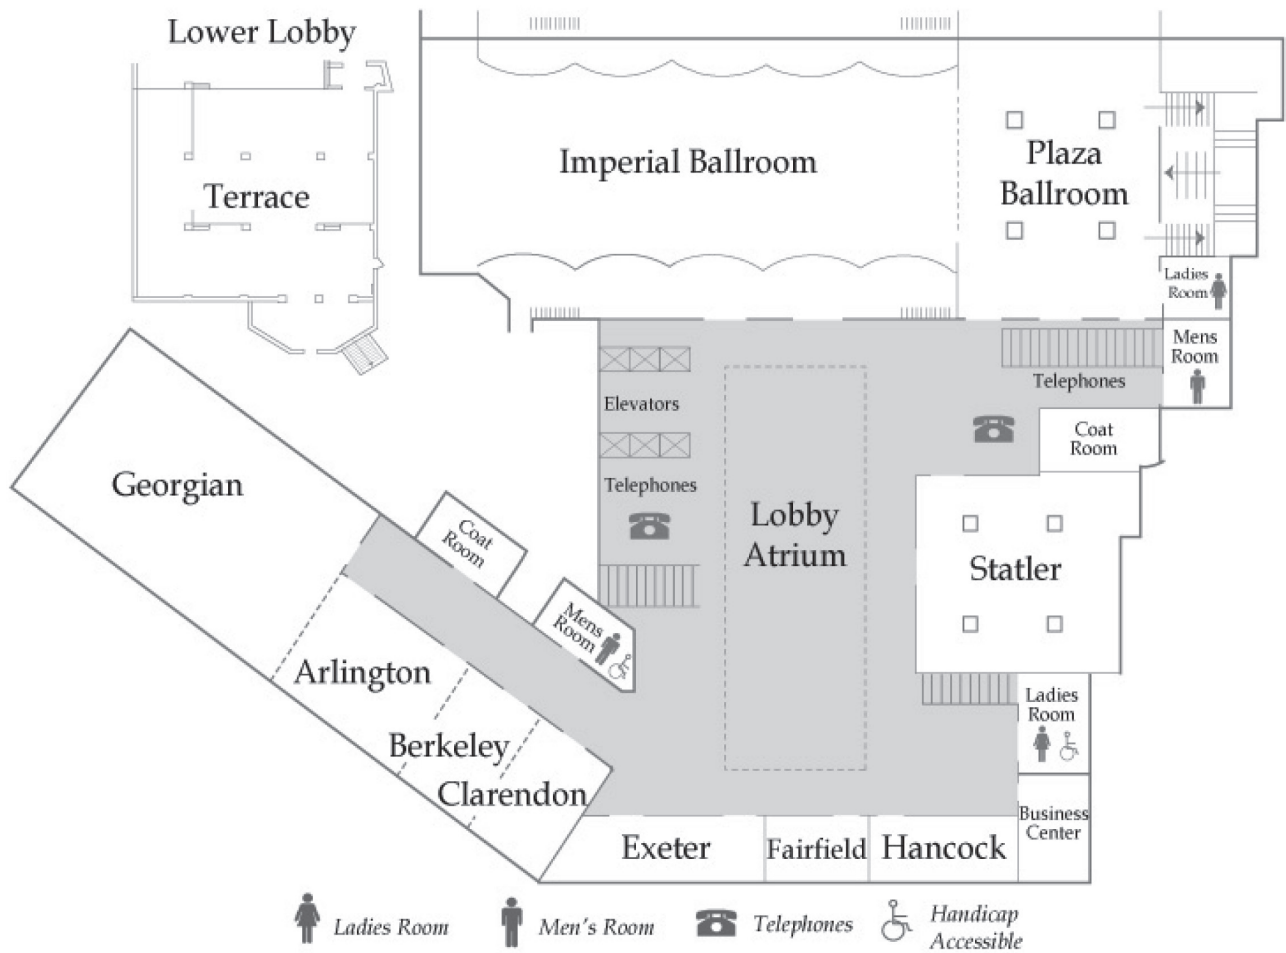 Lower Lobby
Terrace
Imperial Ballroom
Plaza
Ballroom
Ladies
Room
Mens
Room
Telephones
Elevators
Coat
Room
Georgian
Telephones
Lobby
Atrium
Coat
Room
Statler
Mens
Room
Arlington
Ladies
Room
Berkeley
Clarendon
Business
Center
Exeter
Fairfield
Hancock
Ladies Room
Men's Room
Telephones
Handicap
Accessible